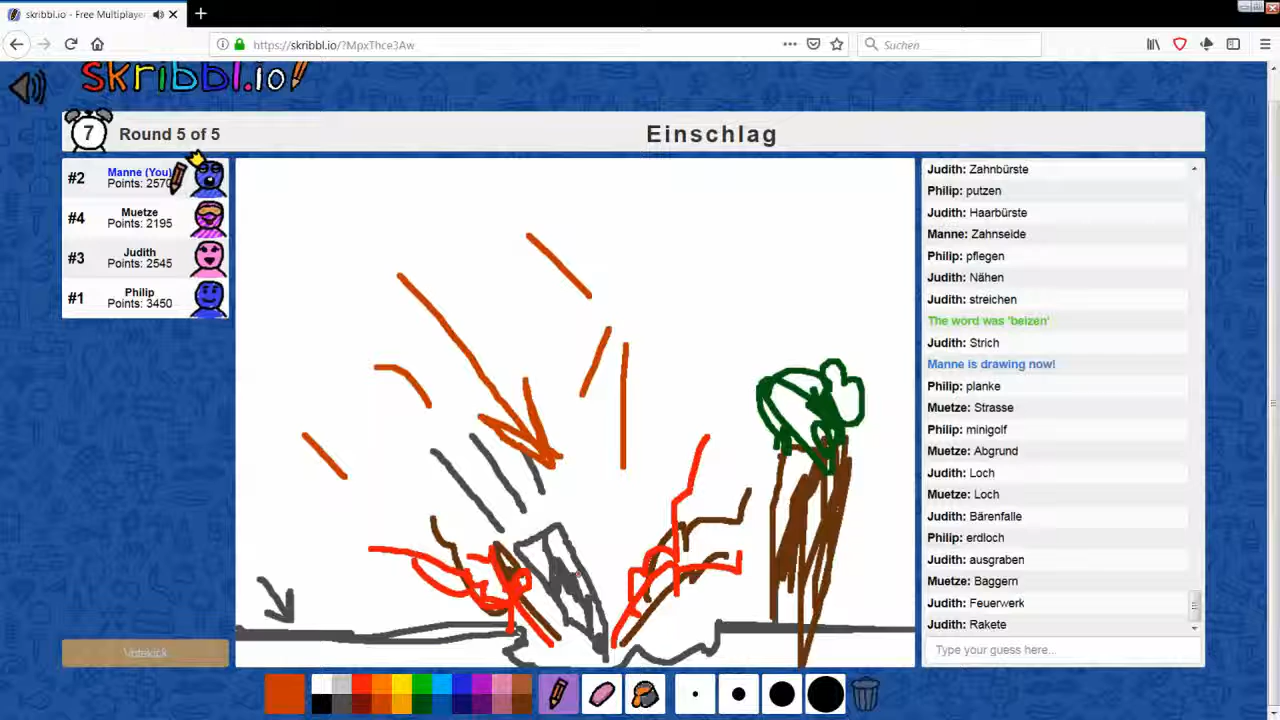 skribbl.io - Free Multiplaye
https://skribbl.io/?MpxThce3Aw
Suchen
skribbl.io!
7
Round 5 of 5
Einschlag
#2
Manne (You)
Points: 2570
#4
Muetze
Points: 2195
#3
Judith
Points: 2545
#1
Philip
Points: 3450
Votekick
Judith: Zahnbürste
Philip: putzen
Judith: Haarbürste
Manne: Zahnseide
Philip: pflegen
Judith: Nähen
Judith: streichen
The word was 'beizen'
Judith: Strich
Manne is drawing now!
Philip: planke
Muetze: Strasse
Philip: minigolf
Muetze: Abgrund
Judith: Loch
Muetze: Loch
Judith: Bärenfalle
Philip: erdloch
Judith: ausgraben
Muetze: Baggern
Judith: Feuerwerk
Judith: Rakete
Type your guess here...